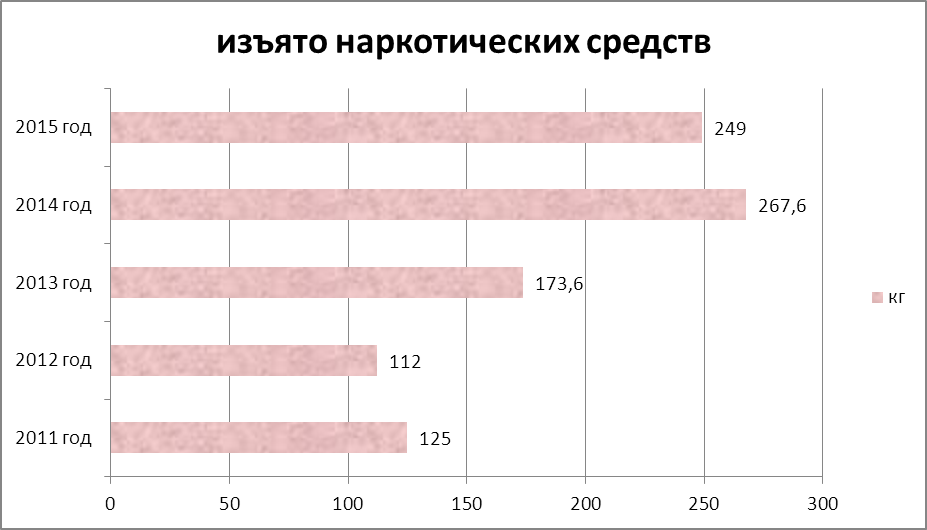 изъято наркотических средств
2015 год
249
2014 год
267,6
2013 год
173,6
кг
2012 год
112
2011 год
125
0 50 100 150 200 250 300